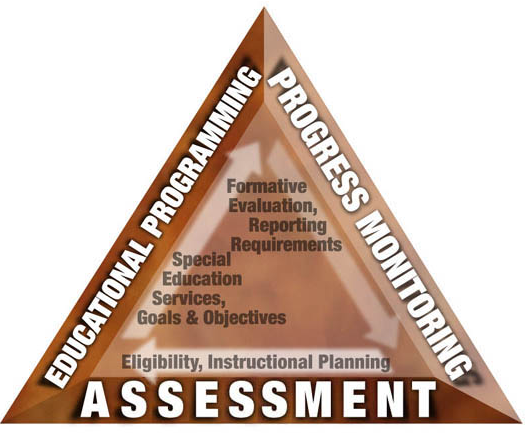 EDUCATIONAL PROGRAMMING
PROGRESS MONITORING
Formative
Evaluation,
Reporting
Requirements
Special
Education
Services,
Goals & Objectives
Eligibility, Instructional Planning
ASSESSMENT